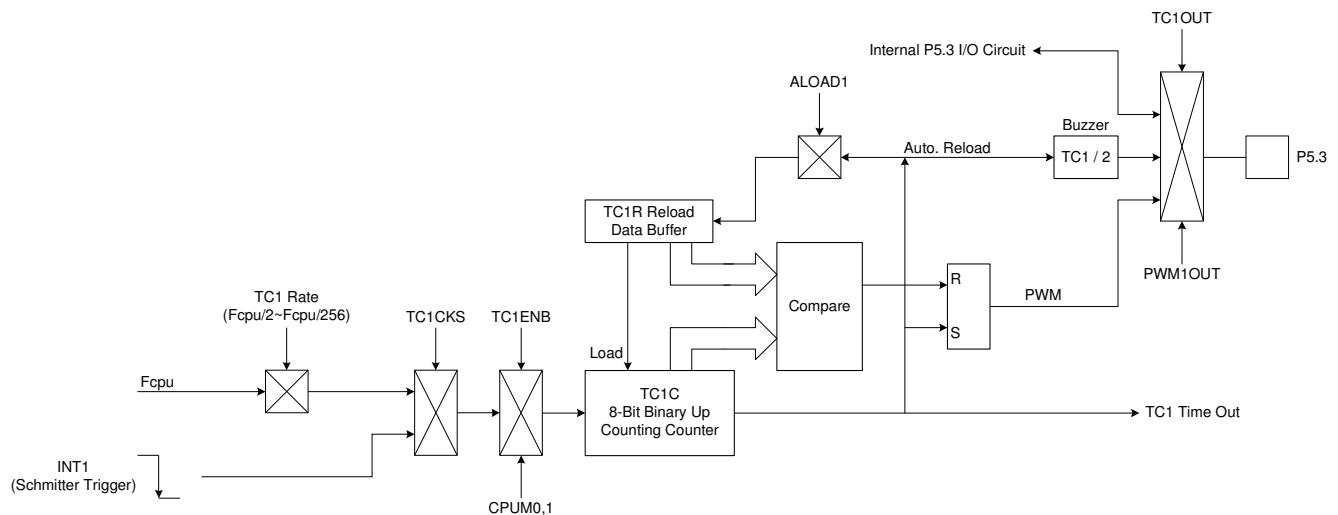 TC1OUT
Internal P5.3 I/O Circuit
ALOAD1
Buzzer
Auto. Reload
TC1 / 2
P5.3
TC1R Reload
Data Buffer
PWM1OUT
R
TC1 Rate
(Fcpu/2~Fcpu/256)
TC1CKS
TC1ENB
Compare
PWM
S
Load
Fcpu
TC1C
8-Bit Binary Up
Counting Counter
TC1 Time Out
INT1
(Schmitter Trigger)
CPUM0,1